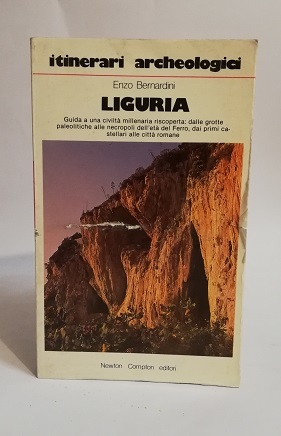 itinerari archeologici
Enzo Bernardini
LIGURIA
Guida a una civiltà millenaria riscoperta: dalle grotte
paleolitiche alle necropoli dell'età del Ferro, dai primi ca-
stellari alle città romane
Newton Compton editori